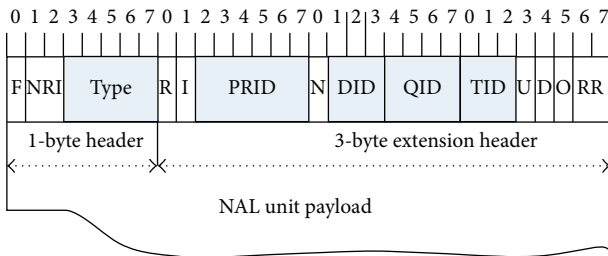 0 1 2 3 4 5 6 7 0 1 2 3 4 5 6 7 0 1 2 3 4 5 6 7 0 1 2 3 4 5 6 7
F NRI Type R I PRID N DID QID TID U D O RR
1-byte header 3-byte extension header
NAL unit payload